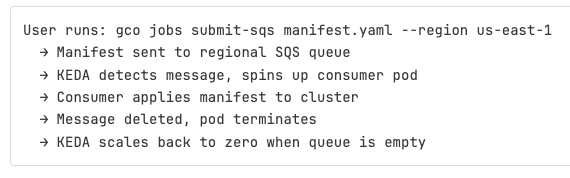 User runs: gco jobs submit-sqs manifest.yaml --region us-east-1
→ Manifest sent to regional SQS queue
→ KEDA detects message, spins up consumer pod
→ Consumer applies manifest to cluster
→ Message deleted, pod terminates
→ KEDA scales back to zero when queue is empty